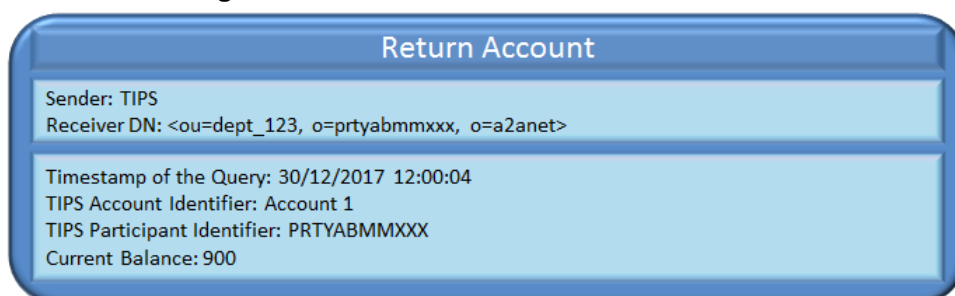 Return Account
Sender: TIPS
Receiver DN: <ou=dept_123, o=prtyabmmxxx, o=a2anet>
Timestamp of the Query: 30/12/2017 12:00:04
TIPS Account Identifier: Account 1
TIPS Participant Identifier: PRTYABMMXXX
Current Balance: 900